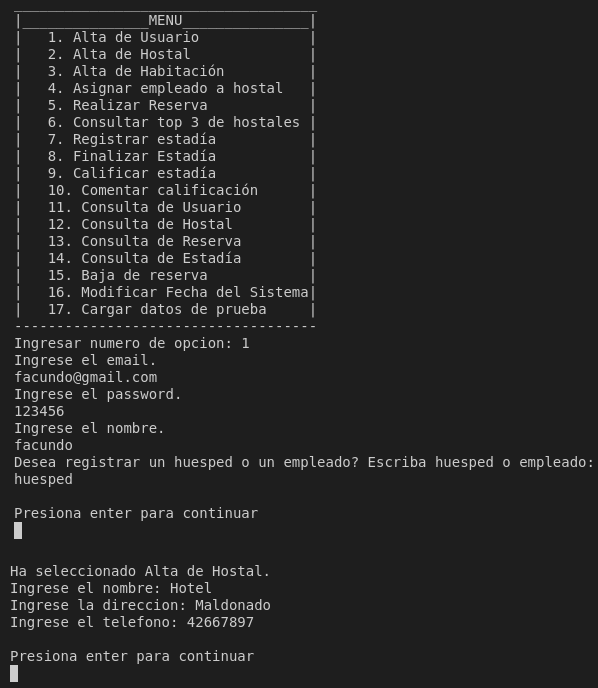 ____________________________________
|_______________MENU_______________|
|   1. Alta de Usuario             |
|   2. Alta de Hostal              |
|   3. Alta de Habitación          |
|   4. Asignar empleado a hostal   |
|   5. Realizar Reserva            |
|   6. Consultar top 3 de hostales |
|   7. Registrar estadía           |
|   8. Finalizar Estadía           |
|   9. Calificar estadía           |
|   10. Comentar calificación      |
|   11. Consulta de Usuario        |
|   12. Consulta de Hostal         |
|   13. Consulta de Reserva        |
|   14. Consulta de Estadía        |
|   15. Baja de reserva            |
|   16. Modificar Fecha del Sistema|
|   17. Cargar datos de prueba     |
------------------------------------
Ingresar numero de opcion: 1
Ingrese el email.
facundo@gmail.com
Ingrese el password.
123456
Ingrese el nombre.
facundo
Desea registrar un huesped o un empleado? Escriba huesped o empleado:
huesped

Presiona enter para continuar

Ha seleccionado Alta de Hostal.
Ingrese el nombre: Hotel
Ingrese la direccion: Maldonado
Ingrese el telefono: 42667897

Presiona enter para continuar